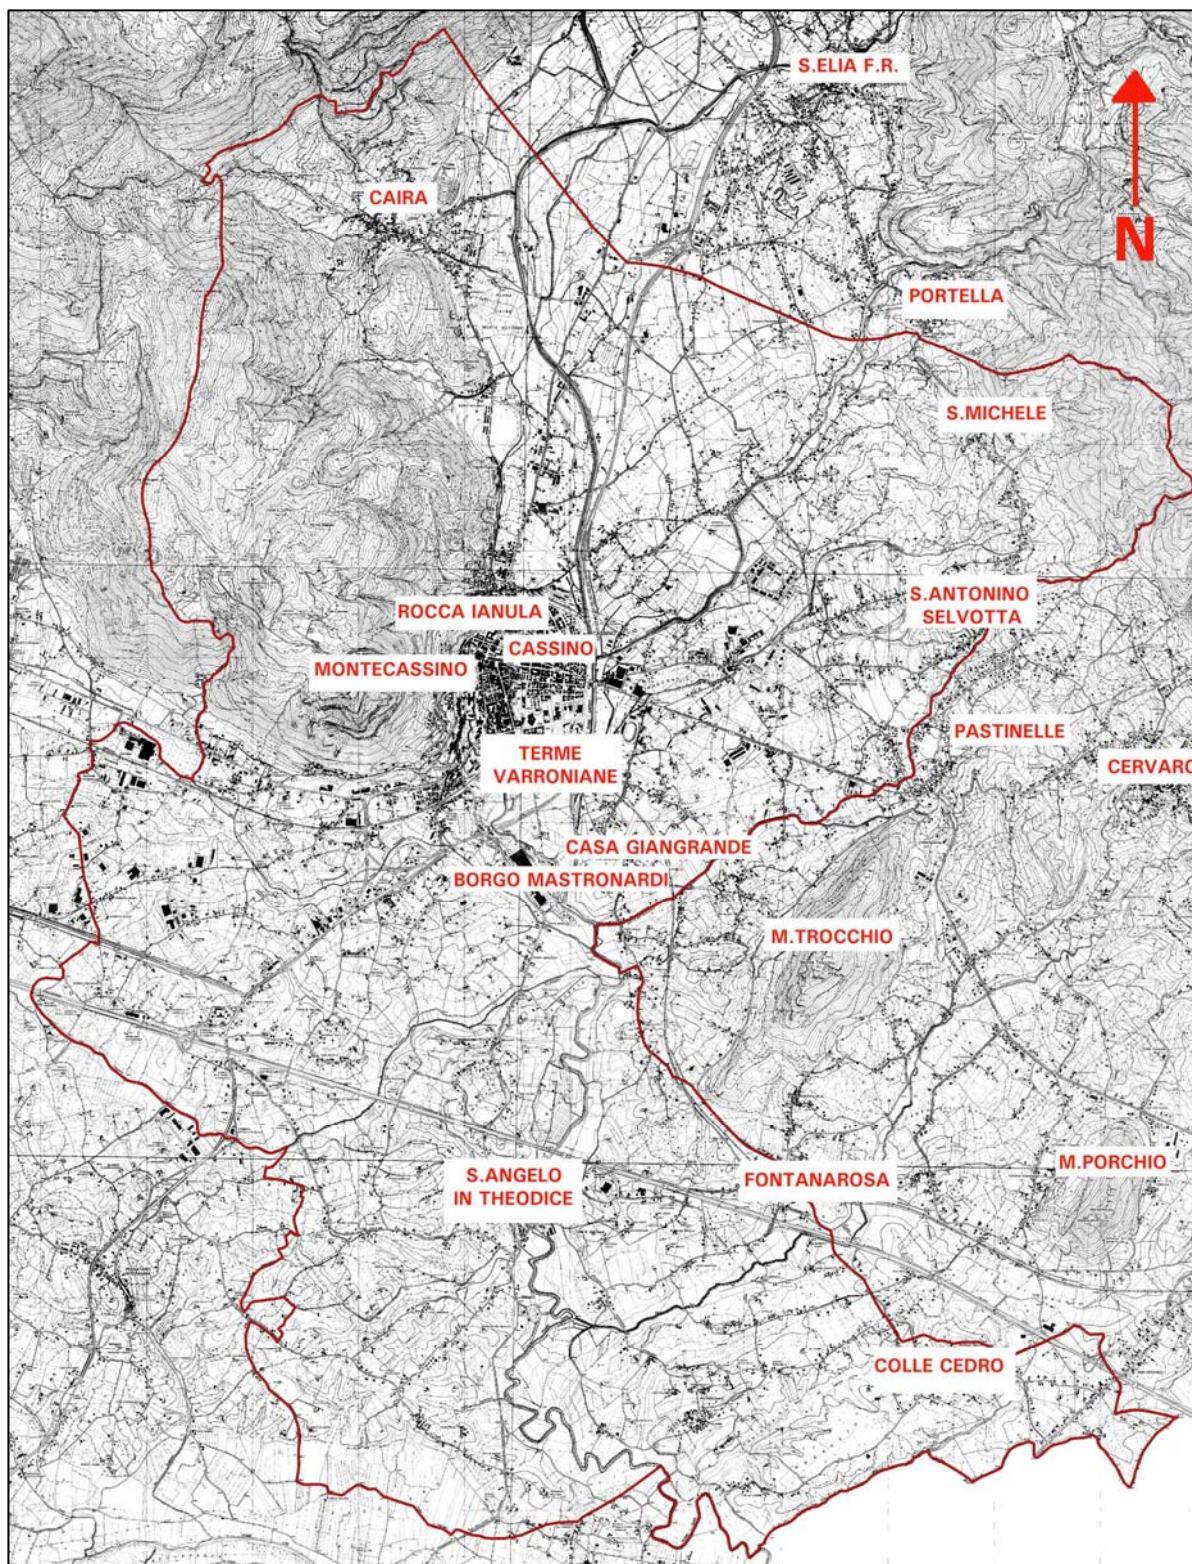 S.ELIA F.R.
CAIRA
N
PORTELLA
S.MICHELE
S.ANTONINO
SELVOTTA
ROCCA IANULA
CASSINO
MONTECASSINO
PASTINELLE
TERME
VARRONIANE
CERVARO
CASA GIANGRANDE
BORGO MASTRONARDI
M.TROCCHIO
M.PORCHIO
S.ANGELO
IN THEODICE
FONTANAROSA
COLLE CEDRO